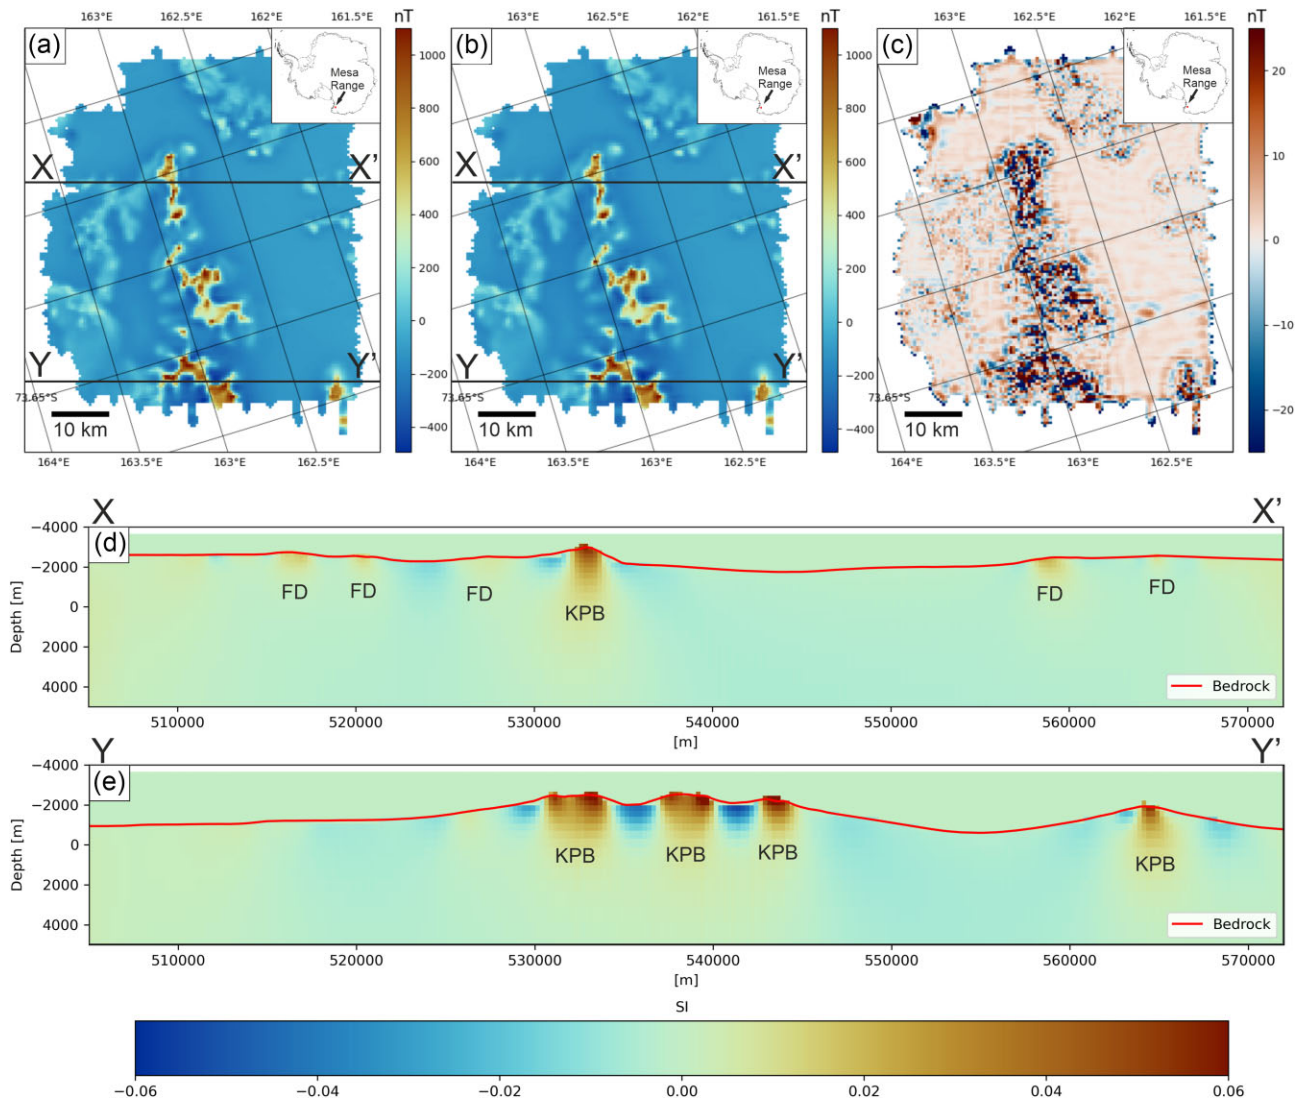 163°E 162.5°E 162°E 161.5°E nT
(a)
Mesa
Range
X X'
Y Y'
73.65°S
10 km
164°E 163.5°E 163°E 162.5°E
1000
800
600
400
200
0
−200
−400
163°E 162.5°E 162°E 161.5°E nT
(b)
Mesa
Range
X X'
Y Y'
73.65°S
10 km
164°E 163.5°E 163°E 162.5°E
1000
800
600
400
200
0
−200
−400
163°E 162.5°E 162°E 161.5°E nT
(c)
Mesa
Range
73.65°S
10 km
164°E 163.5°E 163°E 162.5°E
20
10
0
−10
−20
X X'
(d)
Depth [m]
−4000
−2000
0
2000
4000
FD FD FD KPB FD FD
Bedrock
510000 520000 530000 540000 550000 560000 570000
[m]
Y Y'
(e)
Depth [m]
−4000
−2000
0
2000
4000
KPB KPB KPB KPB
Bedrock
510000 520000 530000 540000 550000 560000 570000
[m]
SI
−0.06 −0.04 −0.02 0.00 0.02 0.04 0.06